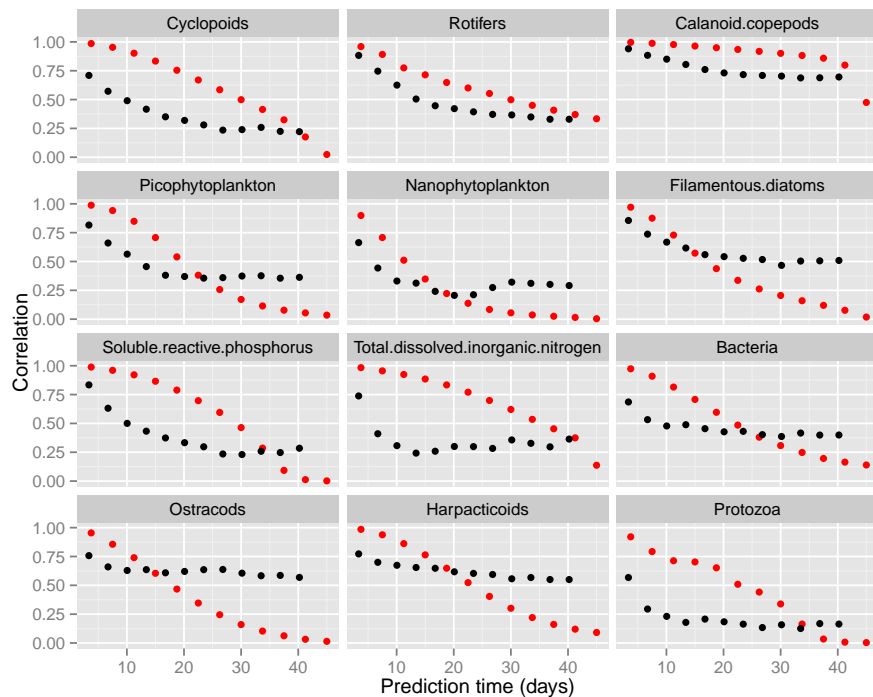 Cyclopoids
Rotifers
Calanoid.copepods
1.00
0.75
0.50
0.25
0.00
Picophytoplankton
Nanophytoplankton
Filamentous.diatoms
1.00
0.75
0.50
0.25
0.00
Correlation
Soluble.reactive.phosphorus
Total.dissolved.inorganic.nitrogen
Bacteria
1.00
0.75
0.50
0.25
0.00
Ostracods
Harpacticoids
Protozoa
1.00
0.75
0.50
0.25
0.00
10 20 30 40 10 20 30 40 10 20 30 40
Prediction time (days)